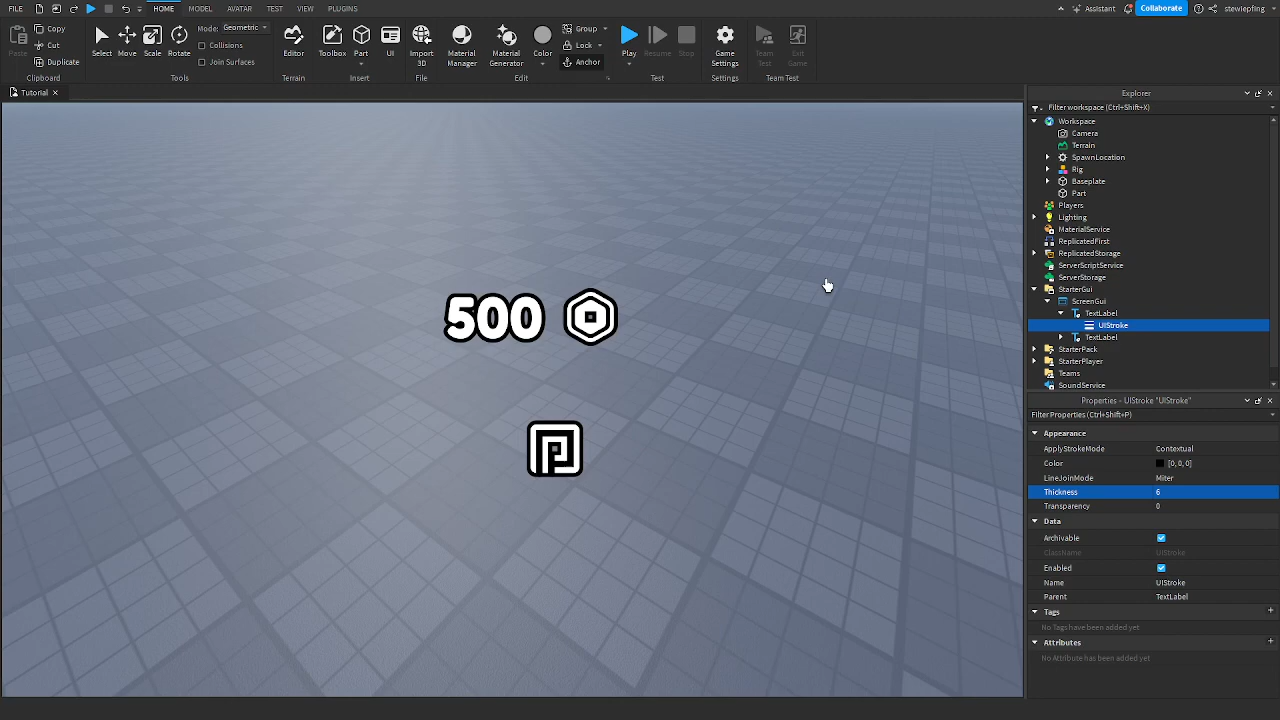 FILE HOME MODEL AVATAR TEST VIEW PLUGINS Assistant Collaborate ? stewiepfing
Paste Copy Cut Duplicate Clipboard
Select Move Scale Rotate Mode: Geometric Collisions Join Surfaces Tools
Editor Terrain
Toolbox Part UI Insert
Import 3D File
Material Manager Material Generator Color Group Lock Anchor Edit
Play Resume Stop Test
Game Settings Settings
Team Test Exit Game Team Test
Tutorial
500
Explorer
Filter workspace (Ctrl+Shift+X)
Workspace
Camera
Terrain
SpawnLocation
Rig
Baseplate
Part
Players
Lighting
MaterialService
ReplicatedFirst
ReplicatedStorage
ServerScriptService
ServerStorage
StarterGui
ScreenGui
TextLabel
UIStroke
TextLabel
StarterPack
StarterPlayer
Teams
SoundService
Properties - UIStroke "UIStroke"
Filter Properties (Ctrl+Shift+P)
Appearance
ApplyStrokeMode Contextual
Color [0, 0, 0]
LineJoinMode Miter
Thickness 6
Transparency 0
Data
Archivable
ClassName UIStroke
Enabled
Name UIStroke
Parent TextLabel
Tags
No Tags have been added yet
Attributes
No Attribute has been added yet